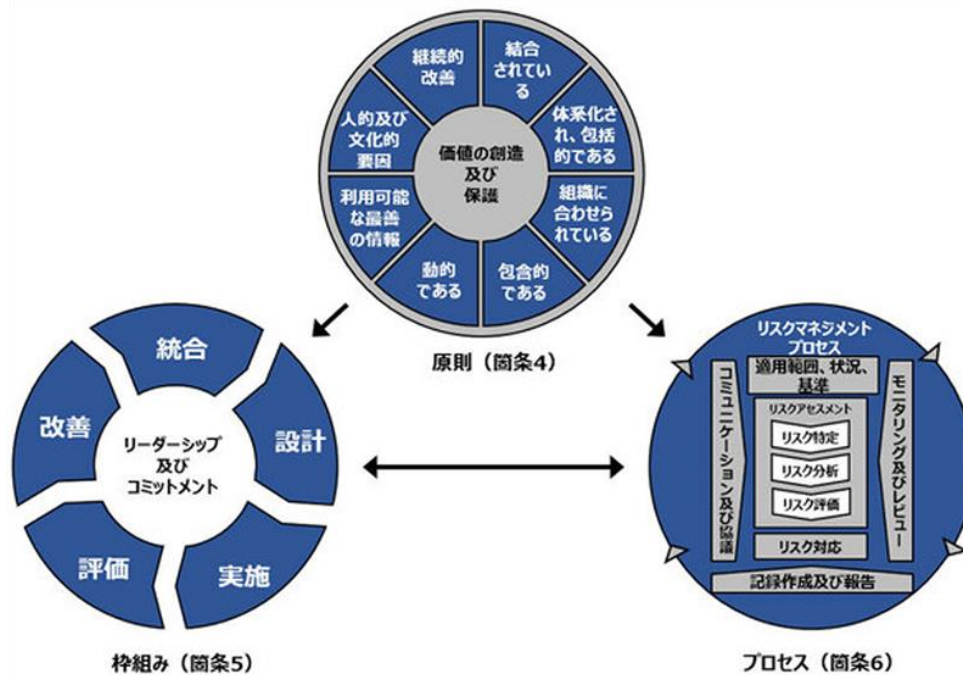 継続的
改善
結合
されてい
る
体系化さ
れ、包括
的である
組織に
合わせら
れている
包含的
である
動的
である
利用可能
な最善
の情報
人的及び
文化的
要因
価値の創造
及び
保護
原則（箇条4）
統合
設計
実施
評価
改善
リーダーシップ
及び
コミットメント
枠組み（箇条5）
リスクマネジメント
プロセス
適用範囲、状況、
基準
コミュニケーション及び協議
リスクアセスメント
リスク特定
リスク分析
リスク評価
モニタリング及びレビュー
リスク対応
記録作成及び報告
プロセス（箇条6）